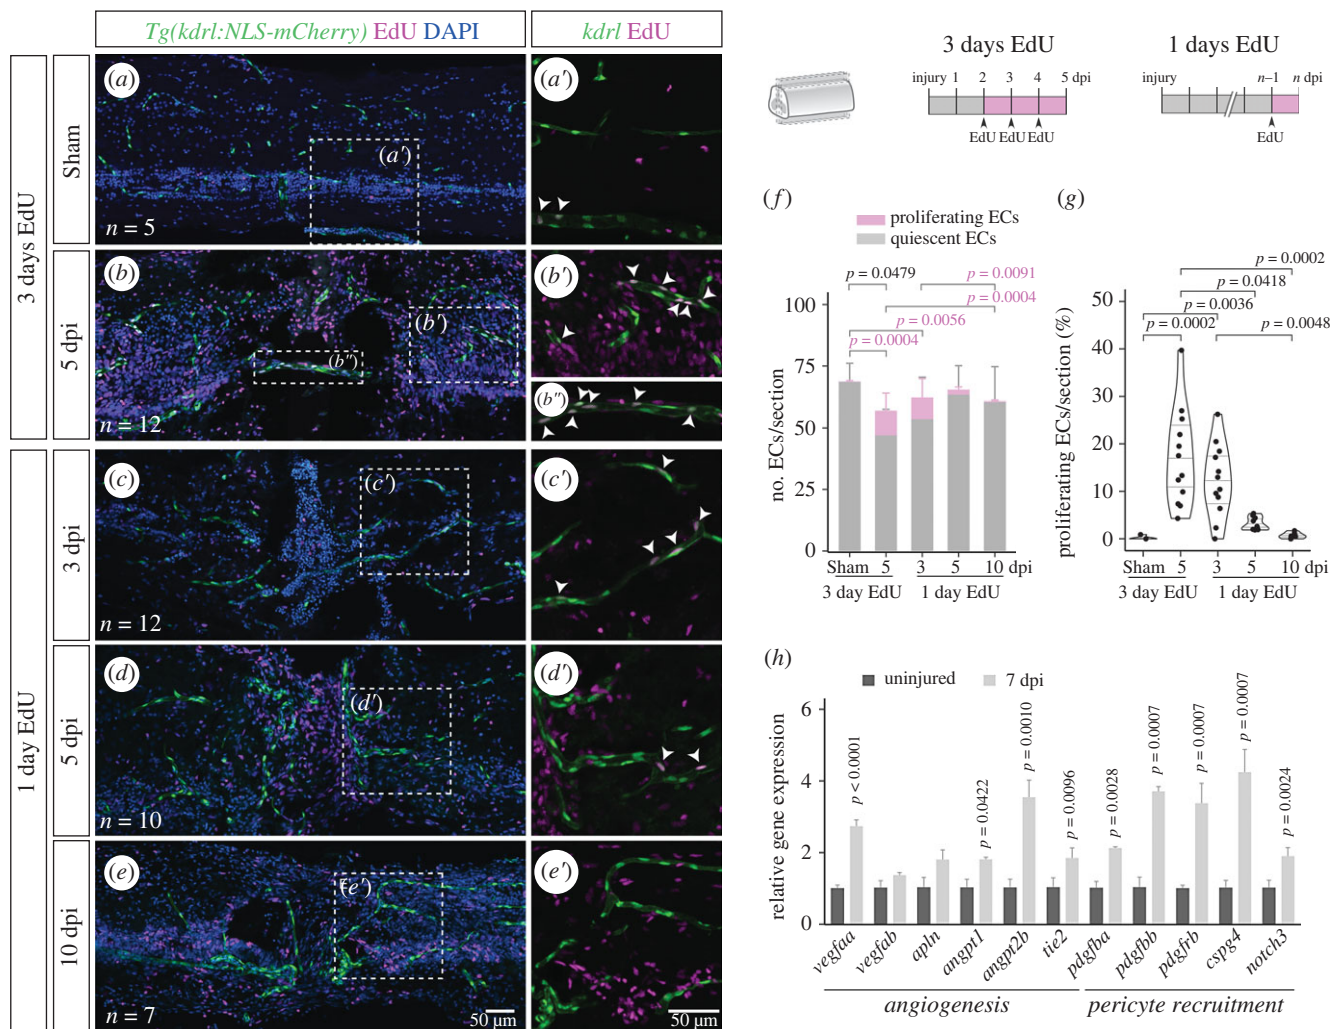 Tg(kdrl:NLS-mCherry) EdU DAPI
kdrl EdU
3 days EdU
Sham
(a)
(a')
n = 5
(a')
5 dpi
(b)
(b')
(b'')
n = 12
(b')
(b'')
1 day EdU
3 dpi
(c)
(c')
n = 12
(c')
5 dpi
(d)
(d')
n = 10
(d')
10 dpi
(e)
(e')
n = 7
50 µm
(e')
50 µm
3 days EdU
injury 1 2 3 4 5 dpi
EdU EdU EdU
1 days EdU
injury n–1 n dpi
EdU
(f)
proliferating ECs
quiescent ECs
p = 0.0479
p = 0.0091
p = 0.0004
p = 0.0056
p = 0.0004
no. ECs/section
100
75
50
25
0
Sham 5 3 5 10 dpi
3 day EdU 1 day EdU
(g)
p = 0.0002
p = 0.0418
p = 0.0036
p = 0.0002
p = 0.0048
proliferating ECs/section (%)
50
40
30
20
10
0
Sham 5 3 5 10 dpi
3 day EdU 1 day EdU
(h)
uninjured
7 dpi
relative gene expression
6
4
2
0
p < 0.0001
p = 0.0422
p = 0.0010
p = 0.0096
p = 0.0028
p = 0.0007
p = 0.0007
p = 0.0007
p = 0.0024
vegfaa
vegfab
apln
angpt1
angpt2b
tie2
pdgfba
pdgfbb
pdgfrb
cspg4
notch3
angiogenesis
pericyte recruitment